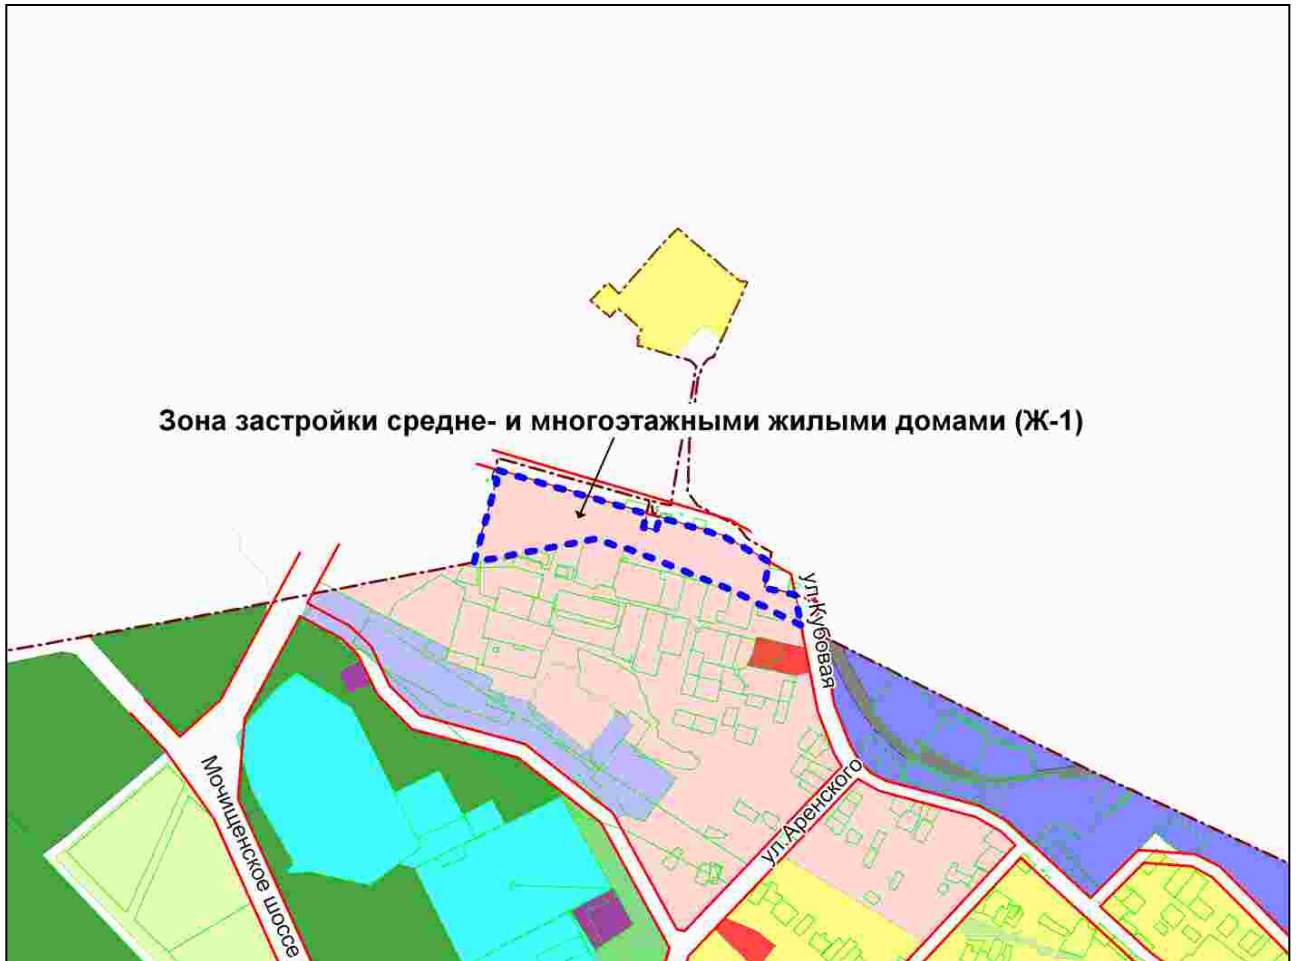 Зона застройки средне- и многоэтажными жилыми домами (Ж-1)
ул.Кубовая
ул.Аренского
Мочищенское шоссе